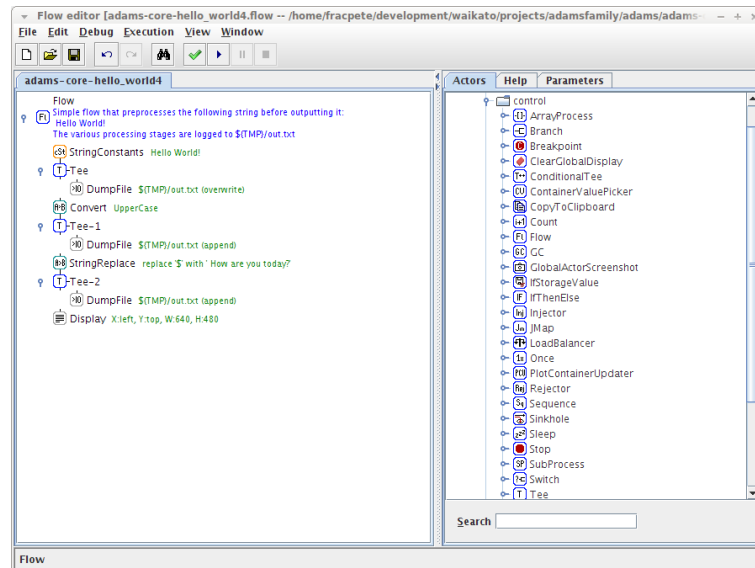 Flow editor [adams-core-hello_world4.flow -- /home/fracpete/development/waikato/projects/adamsfamily/adams/adams-
File Edit Debug Execution View Window
adams-core-hello_world4
Flow
Simple flow that preprocesses the following string before outputting it:
Hello World!
The various processing stages are logged to $(TMP)/out.txt
StringConstants Hello World!
Tee
DumpFile $(TMP)/out.txt (overwrite)
Convert UpperCase
Tee-1
DumpFile $(TMP)/out.txt (append)
StringReplace replace '$' with ' How are you today?'
Tee-2
DumpFile $(TMP)/out.txt (append)
Display X:left, Y:top, W:640, H:480
Actors Help Parameters
control
ArrayProcess
Branch
Breakpoint
ClearGlobalDisplay
ConditionalTee
ContainerValuePicker
CopyToClipboard
Count
Flow
GC
GlobalActorScreenshot
IfStorageValue
IfThenElse
Injector
JMap
LoadBalancer
Once
PlotContainerUpdater
Rejector
Sequence
Sinkhole
Sleep
Stop
SubProcess
Switch
Tee
Search
Flow